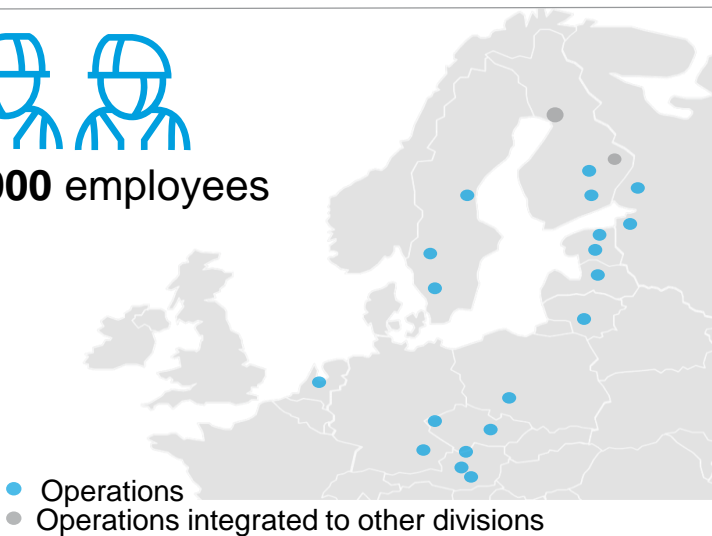 000 employees
Operations
Operations integrated to other divisions